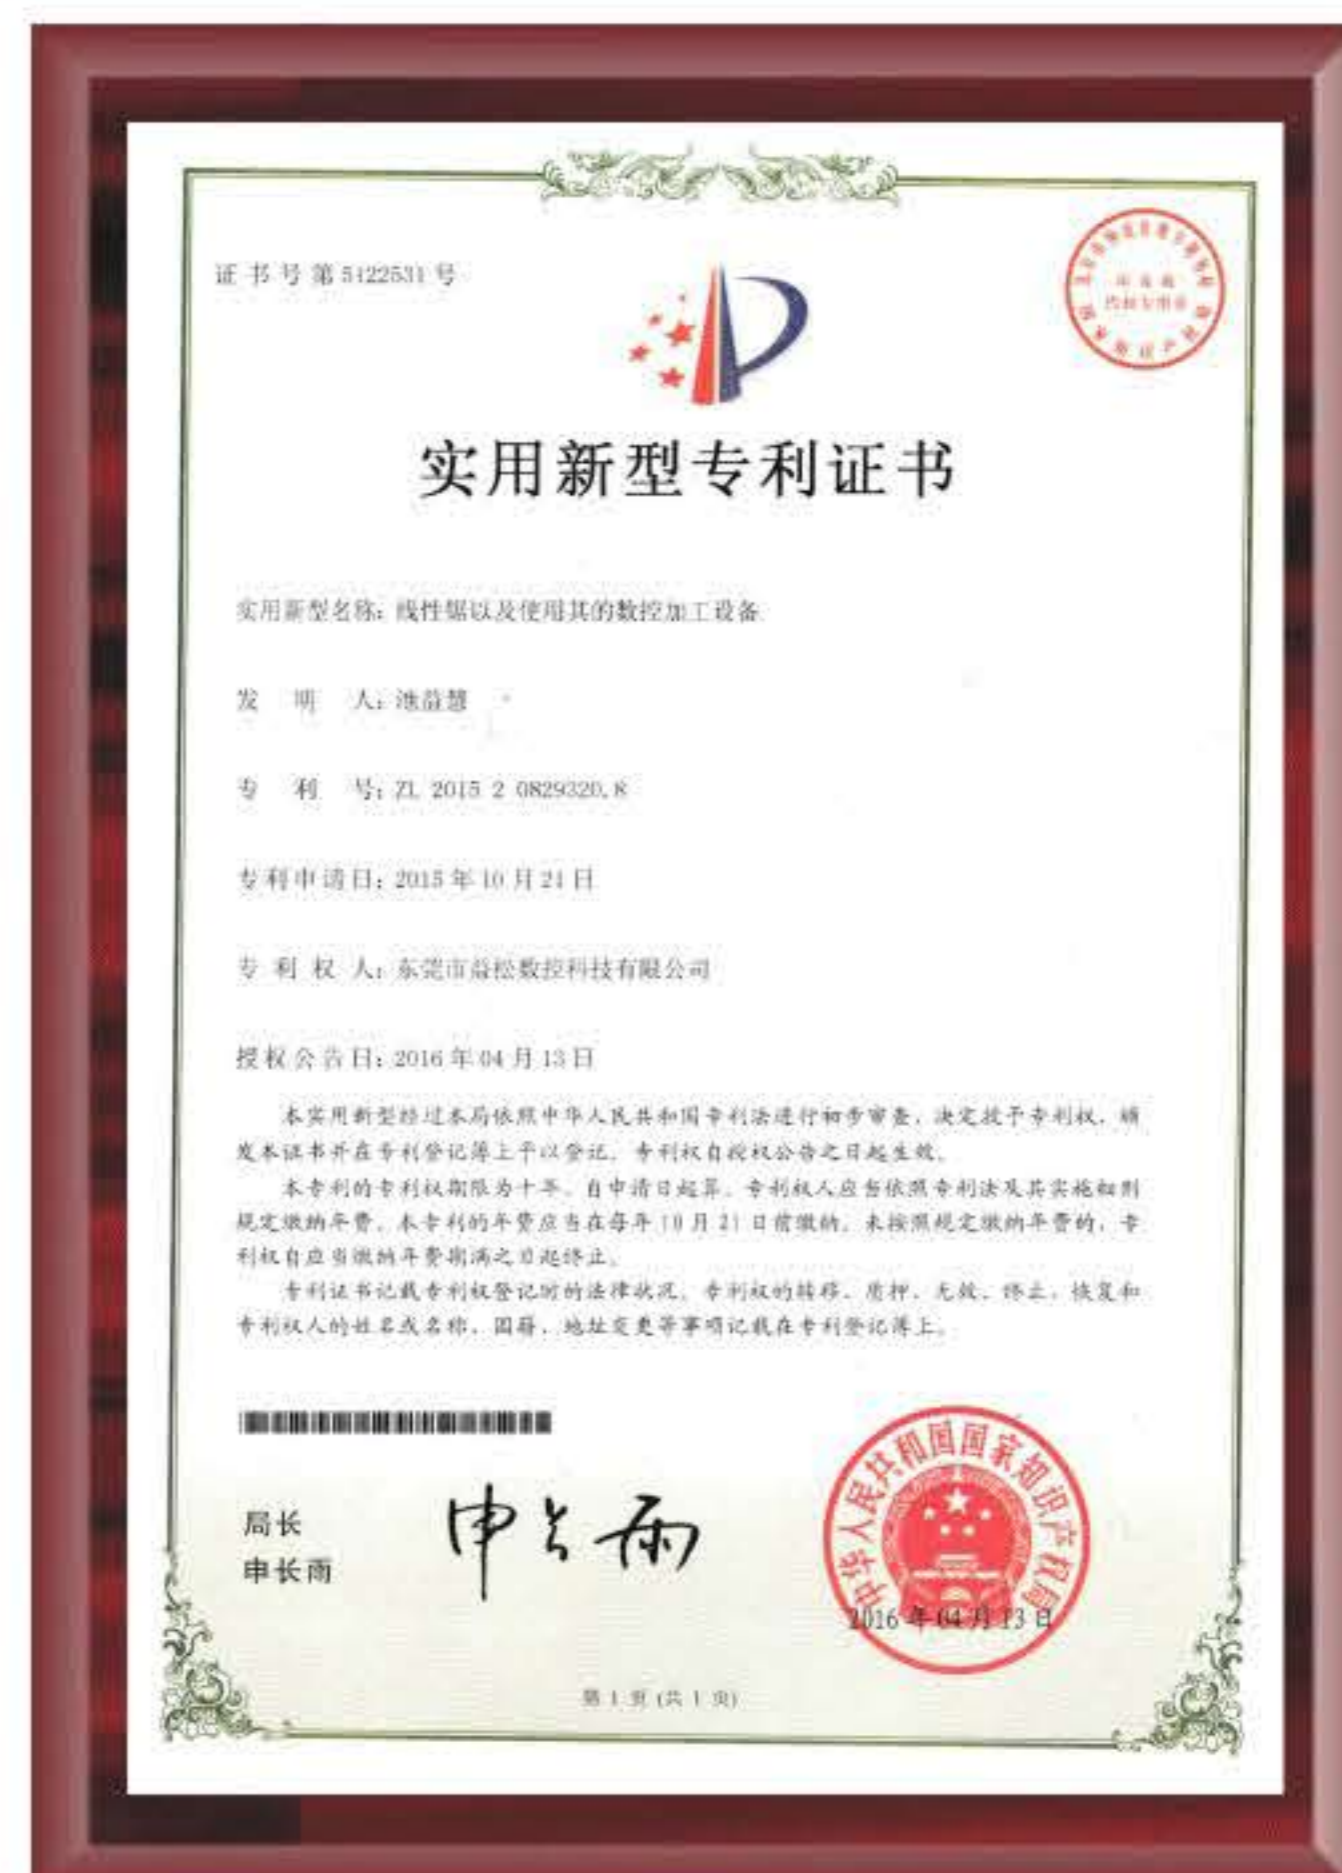 证书号第5122531号
实用新型专利证书
实用新型名称：线性锯以及使用其的数控加工设备
发 明 人：池益慧
专 利 号：ZL 2015 2 0829320.8
专利申请日：2015年10月21日
专 利 权 人：东莞市益松数控科技有限公司
授权公告日：2016年04月13日
本实用新型经过本局依照中华人民共和国专利法进行初步审查，决定授予专利权，颁
发本证书并在专利登记簿上予以登记。专利权自授权公告之日起生效。
本专利的专利权期限为十年，自申请日起算。专利权人应当依照专利法及其实施细则
规定缴纳年费。本专利的年费应当在每年10月21日前缴纳。未按照规定缴纳年费的，专
利权自应当缴纳年费期满之日起终止。
专利证书记载专利权登记时的法律状况。专利权的转移、质押、无效、终止、恢复和
专利权人的姓名或名称、国籍、地址变更等事项记载在专利登记簿上。
局长
申长雨
申长雨
中华人民共和国国家知识产权局
2016年04月13日
第 1 页 (共 1 页)